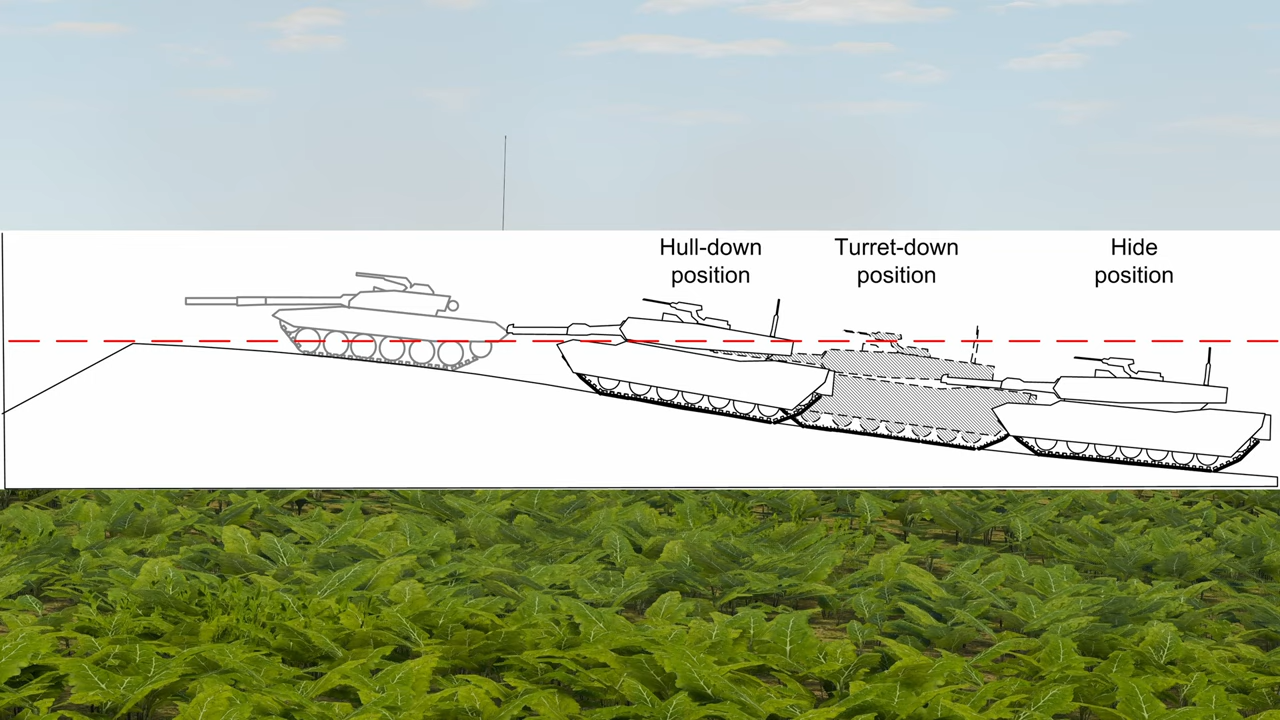 Hull-down
position
Turret-down
position
Hide
position